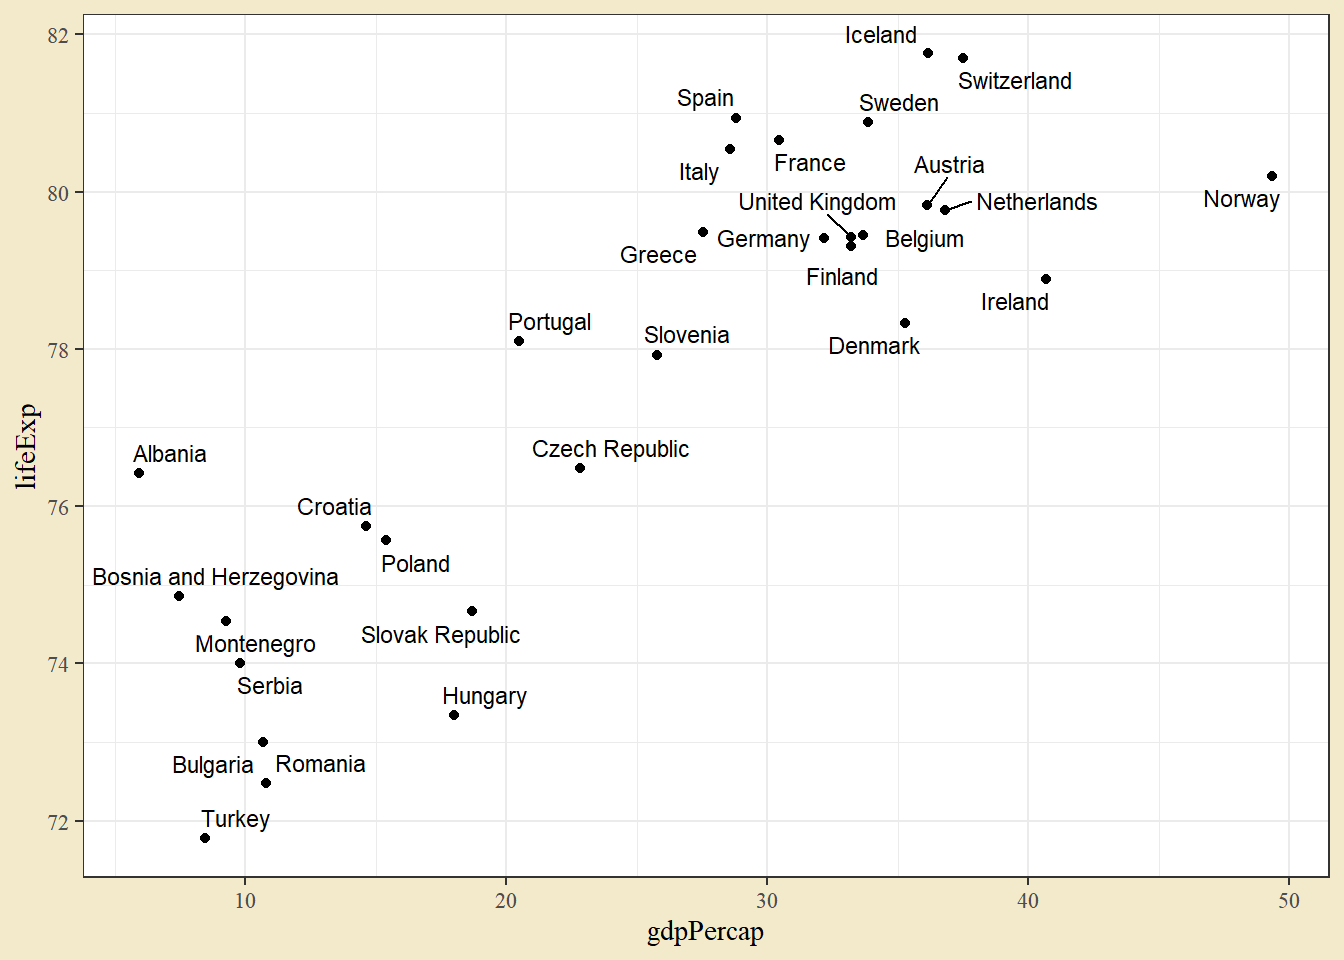 82
80
78
76
74
72
lifeExp
Iceland
Switzerland
Spain
Sweden
Italy
France
Austria
United Kingdom
Netherlands
Norway
Greece
Germany
Belgium
Finland
Ireland
Portugal
Slovenia
Denmark
Albania
Czech Republic
Croatia
Poland
Bosnia and Herzegovina
Slovak Republic
Montenegro
Serbia
Hungary
Bulgaria
Romania
Turkey
10
20
30
40
50
gdpPercap